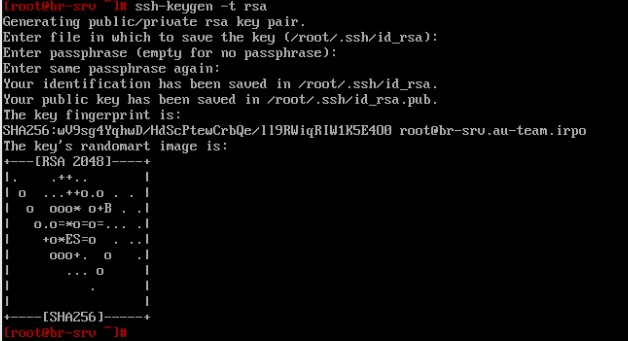 [root@br-srv ~]# ssh-keygen -t rsa
Generating public/private rsa key pair.
Enter file in which to save the key (/root/.ssh/id_rsa):
Enter passphrase (empty for no passphrase):
Enter same passphrase again:
Your identification has been saved in /root/.ssh/id_rsa.
Your public key has been saved in /root/.ssh/id_rsa.pub.
The key fingerprint is:
SHA256:wV9sg4YqhwD/HdScPtewCrbQe/ll9RWiqRIW1K5E4O0 root@br-srv.au-team.irpo
The key's randomart image is:
+---[RSA 2048]----+
|.     .++..      |
| o   ...++o.o . .|
|  o  ooo* o+B . .|
|   o.o=*o=o=... .|
|    +o*ES=o  . ..|
|     ooo+.  o   .|
|       ... o     |
|          .      |
|                 |
+----[SHA256]-----+
[root@br-srv ~]#